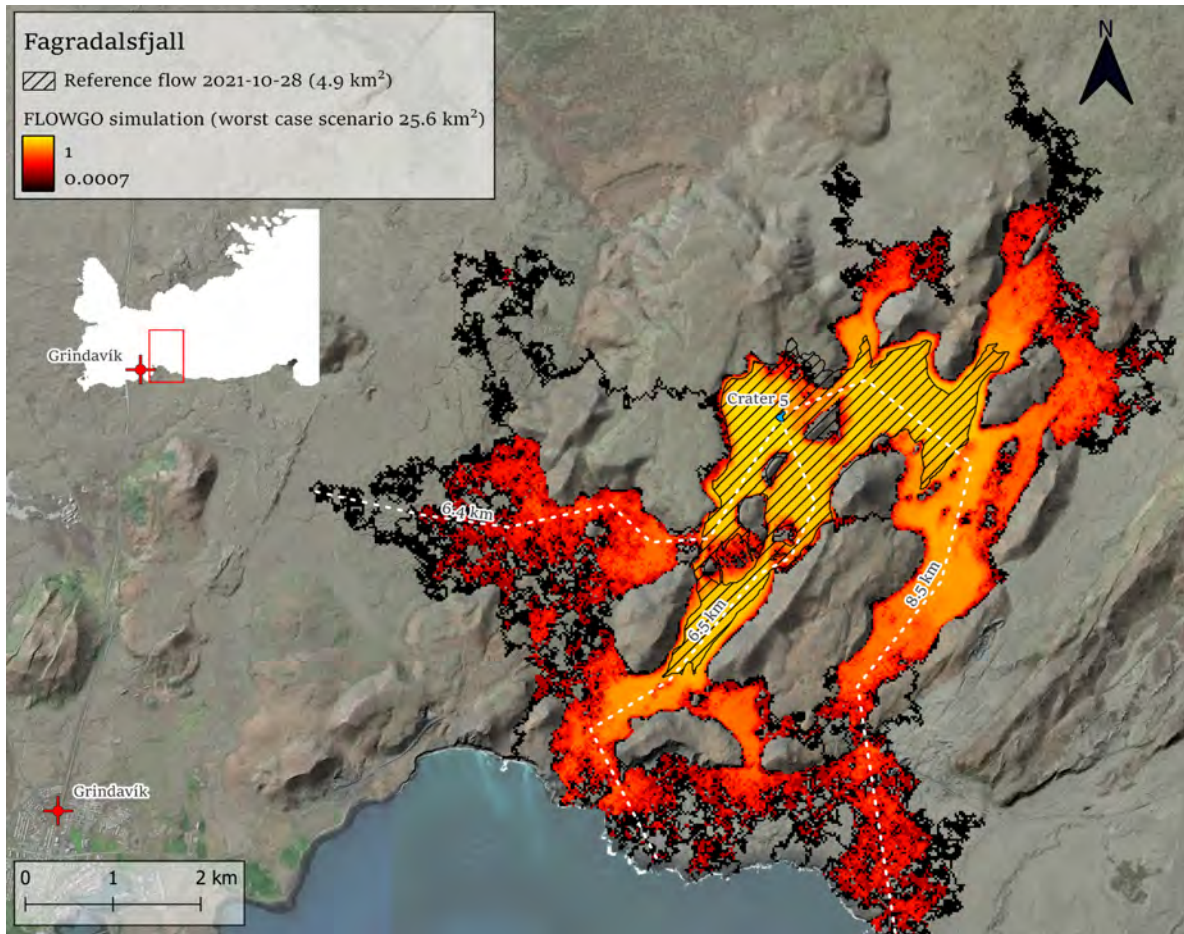 Fagradalsfjall
Reference flow 2021-10-28 (4.9 km²)
FLOWGO simulation (worst case scenario 25.6 km²)
1
0.0007
N
Grindavík
Crater 5
6.4 km
6.5 km
8.5 km
Grindavík
0 1 2 km